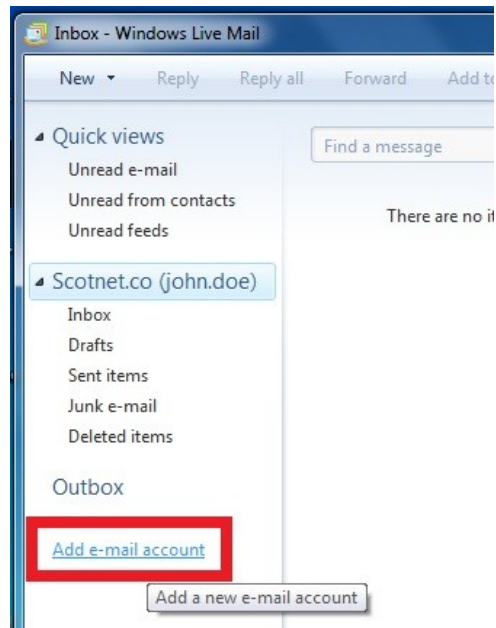 Inbox - Windows Live Mail
New Reply Reply all Forward Add to
Quick views
Find a message
Unread e-mail
Unread from contacts
There are no it
Unread feeds
Scotnet.co (john.doe)
Inbox
Drafts
Sent items
Junk e-mail
Deleted items
Outbox
Add e-mail account
Add a new e-mail account